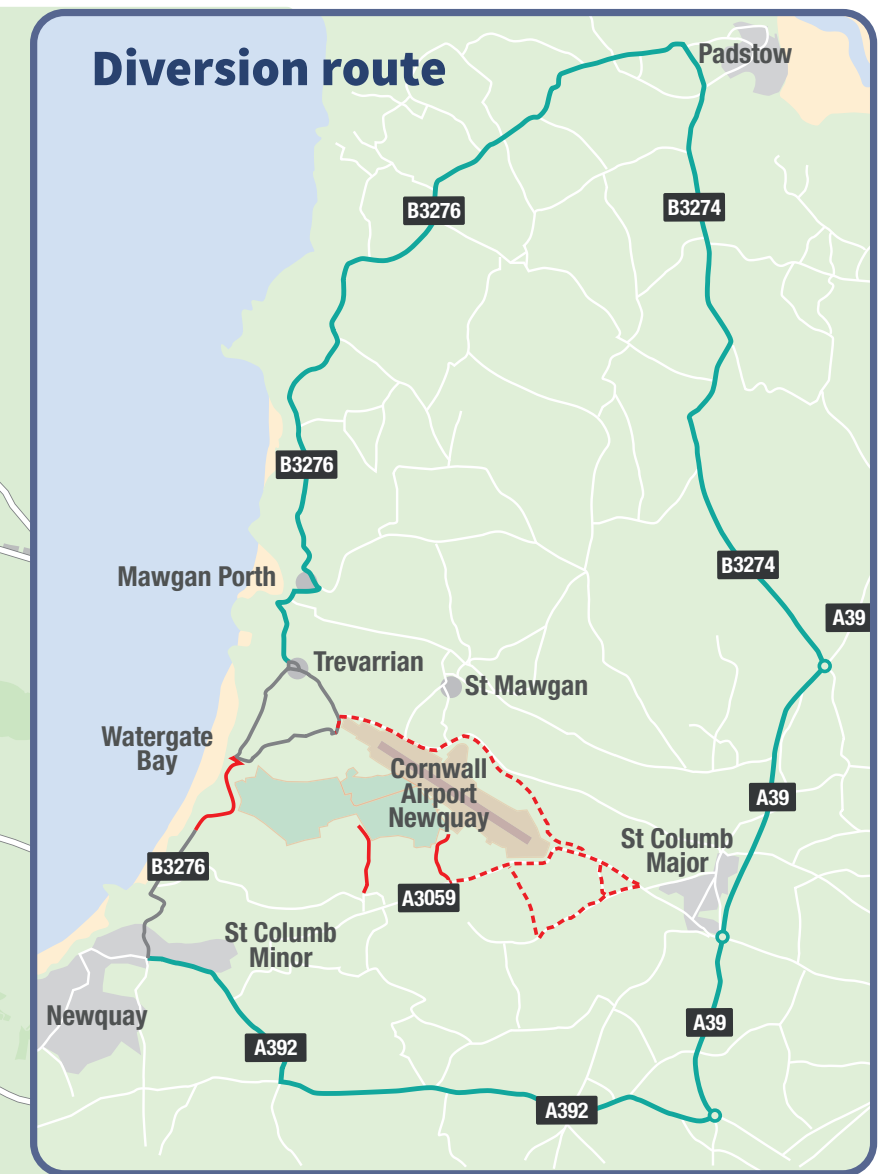 Diversion route
Padstow
B3276
B3274
B3276
B3274
Mawgan Porth
A39
Trevarrian
St Mawgan
Watergate
Bay
Cornwall
Airport
Newquay
A39
St Columb
Major
B3276
A3059
St Columb
Minor
Newquay
A39
A392
A392